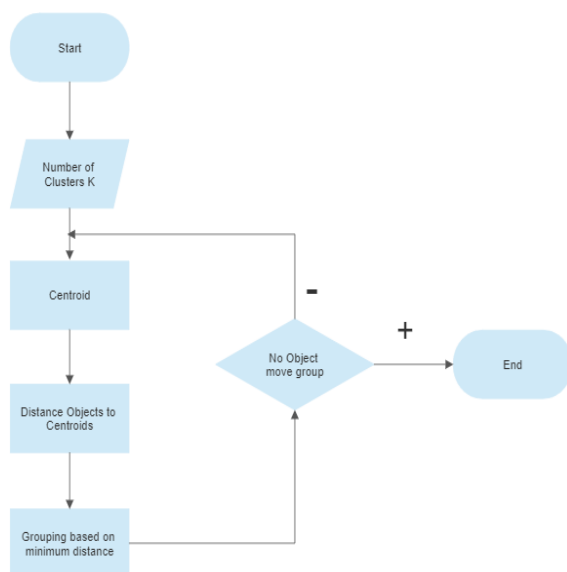 Start
Number of
Clusters K
Centroid
Distance Objects to
Centroids
Grouping based on
minimum distance
No Object
move group
-
+
End